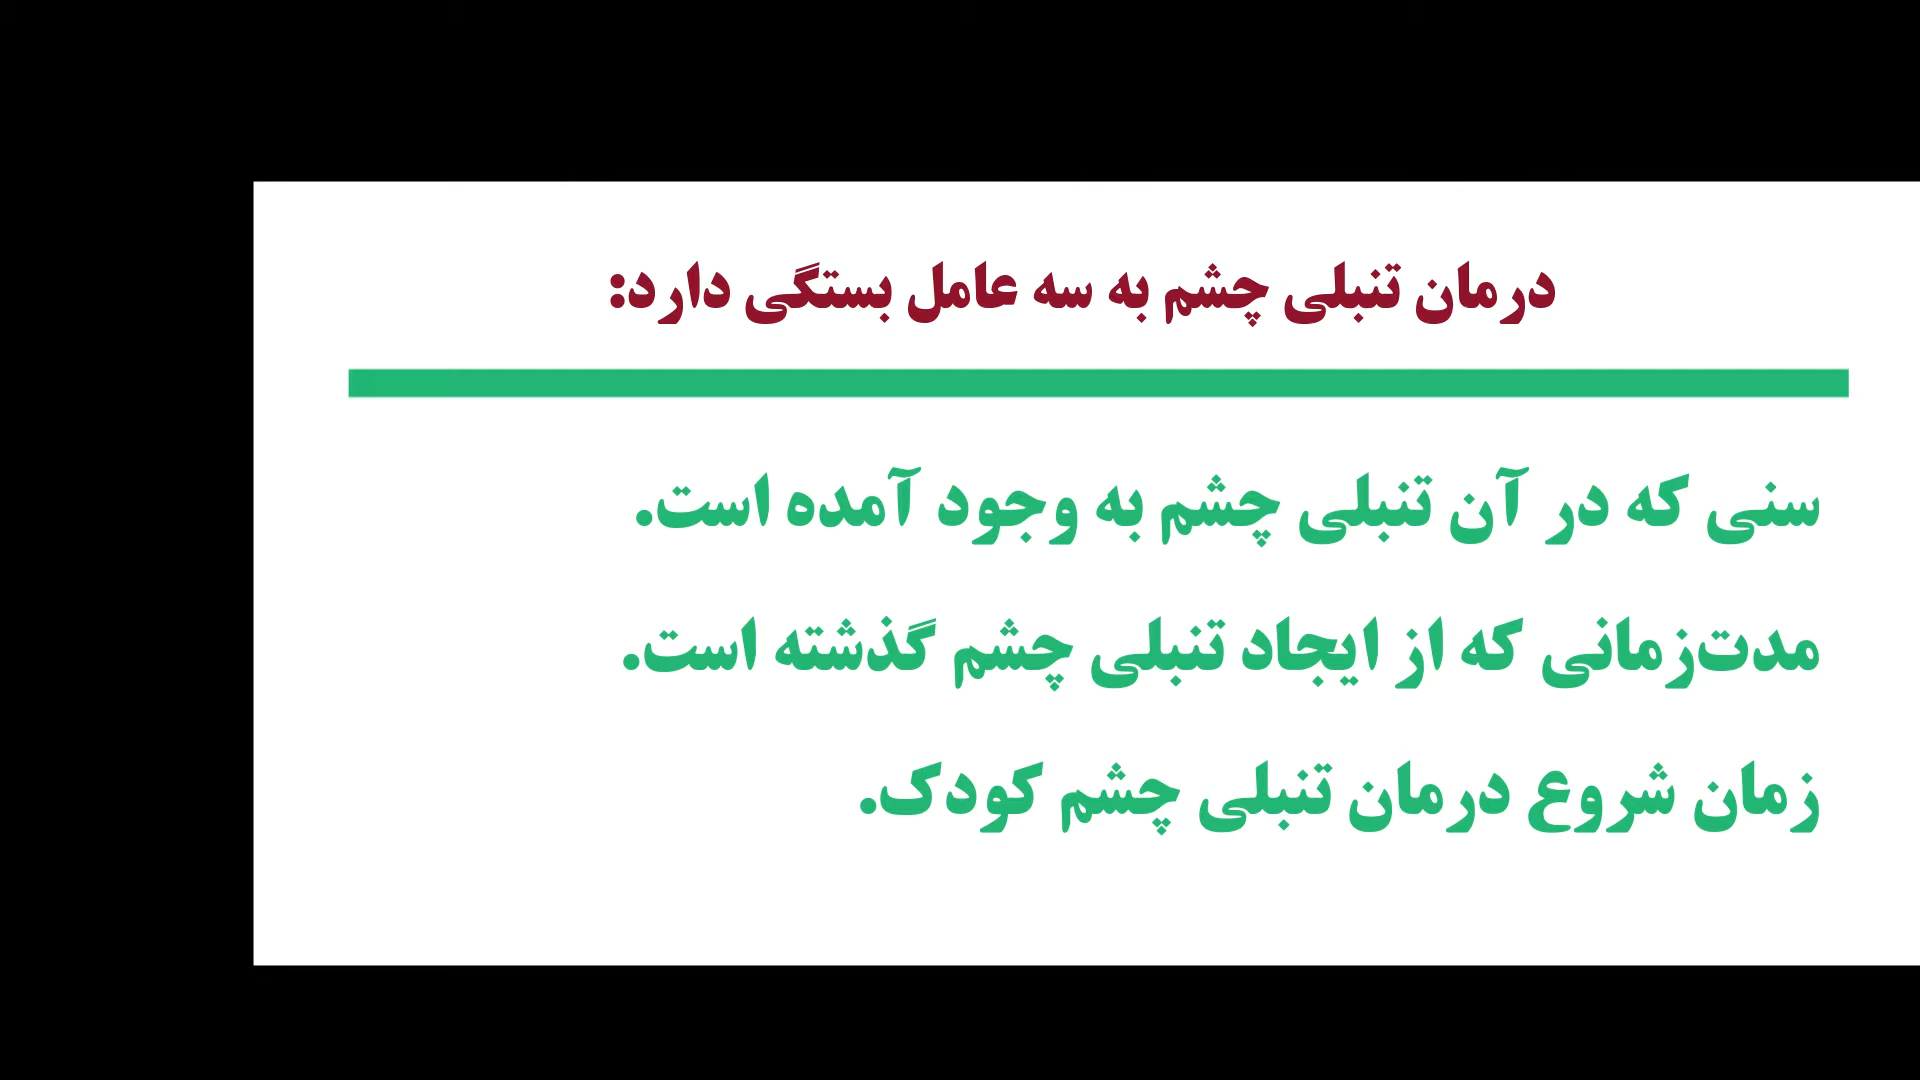 درمان تنبلی چشم به سه عامل بستگی دارد:
سنی که در آن تنبلی چشم به وجود آمده است.
مدت‌زمانی که از ایجاد تنبلی چشم گذشته است.
زمان شروع درمان تنبلی چشم کودک.